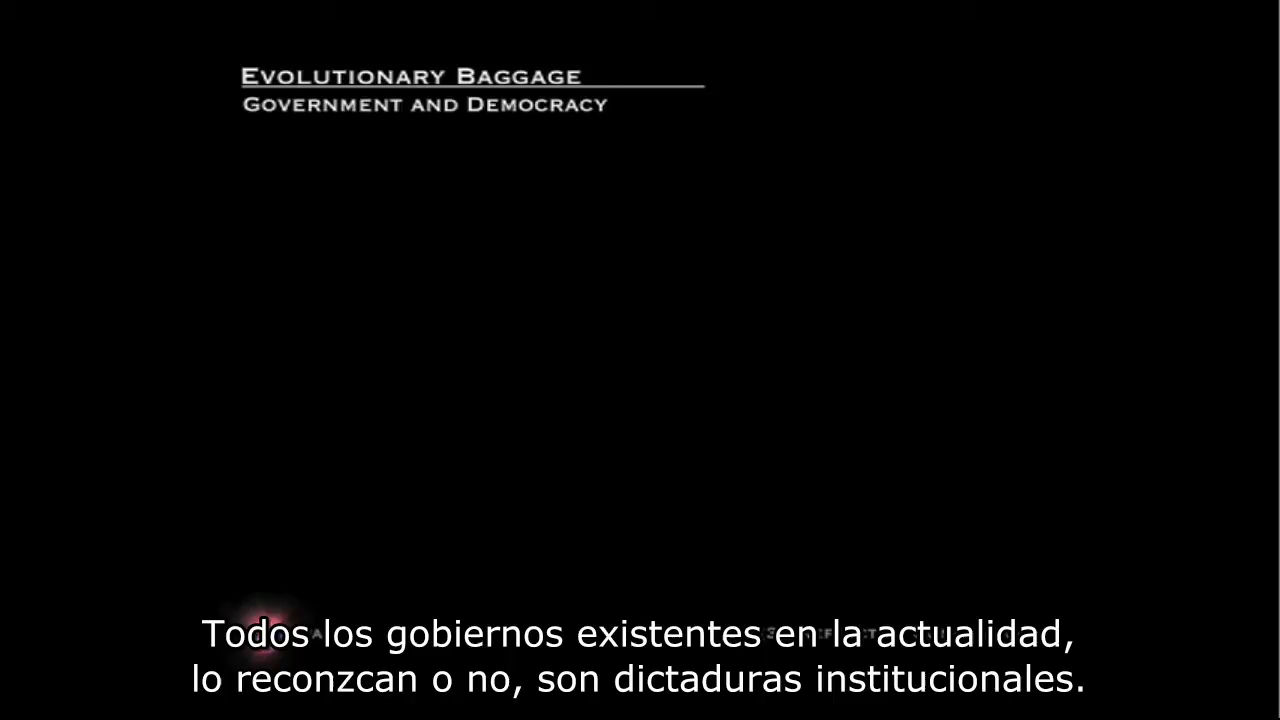 Evolutionary Baggage
Government and Democracy
Todos los gobiernos existentes en la actualidad,
lo reconzcan o no, son dictaduras institucionales.